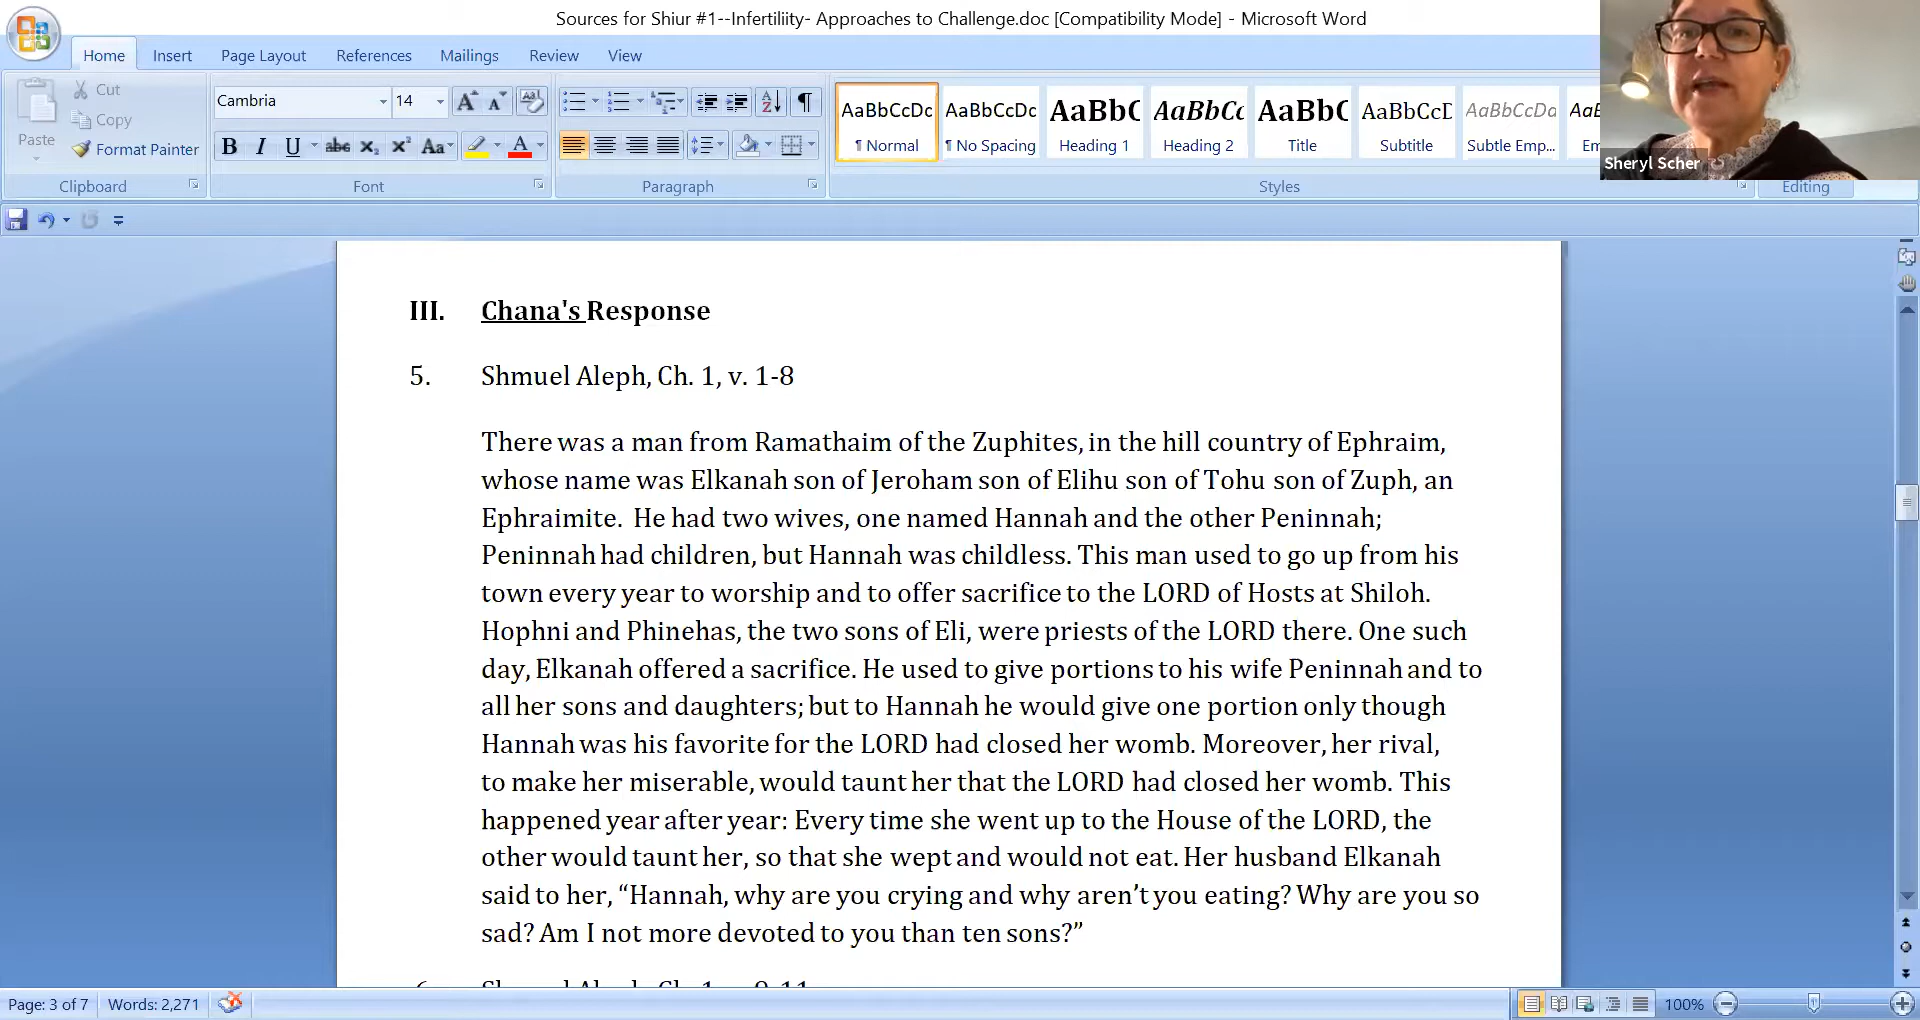 Sources for Shiur #1--Infertiliity- Approaches to Challenge.doc [Compatibility Mode] - Microsoft Word
Home Insert Page Layout References Mailings Review View
Paste
Cut
Copy
Format Painter
Cambria 14
AaBbCcDc AaBbCcDc AaBbC AaBbCc AaBbC AaBbCcD AaBbCcDa
¶ Normal ¶ No Spacing Heading 1 Heading 2 Title Subtitle Subtle Emp...
Clipboard Font Paragraph Styles Editing
Sheryl Scher
III. Chana's Response
5. Shmuel Aleph, Ch. 1, v. 1-8
There was a man from Ramathaim of the Zuphites, in the hill country of Ephraim,
whose name was Elkanah son of Jeroham son of Elihu son of Tohu son of Zuph, an
Ephraimite. He had two wives, one named Hannah and the other Peninnah;
Peninnah had children, but Hannah was childless. This man used to go up from his
town every year to worship and to offer sacrifice to the LORD of Hosts at Shiloh.
Hophni and Phinehas, the two sons of Eli, were priests of the LORD there. One such
day, Elkanah offered a sacrifice. He used to give portions to his wife Peninnah and to
all her sons and daughters; but to Hannah he would give one portion only though
Hannah was his favorite for the LORD had closed her womb. Moreover, her rival,
to make her miserable, would taunt her that the LORD had closed her womb. This
happened year after year: Every time she went up to the House of the LORD, the
other would taunt her, so that she wept and would not eat. Her husband Elkanah
said to her, “Hannah, why are you crying and why aren’t you eating? Why are you so
sad? Am I not more devoted to you than ten sons?”
Page: 3 of 7 Words: 2,271 100%